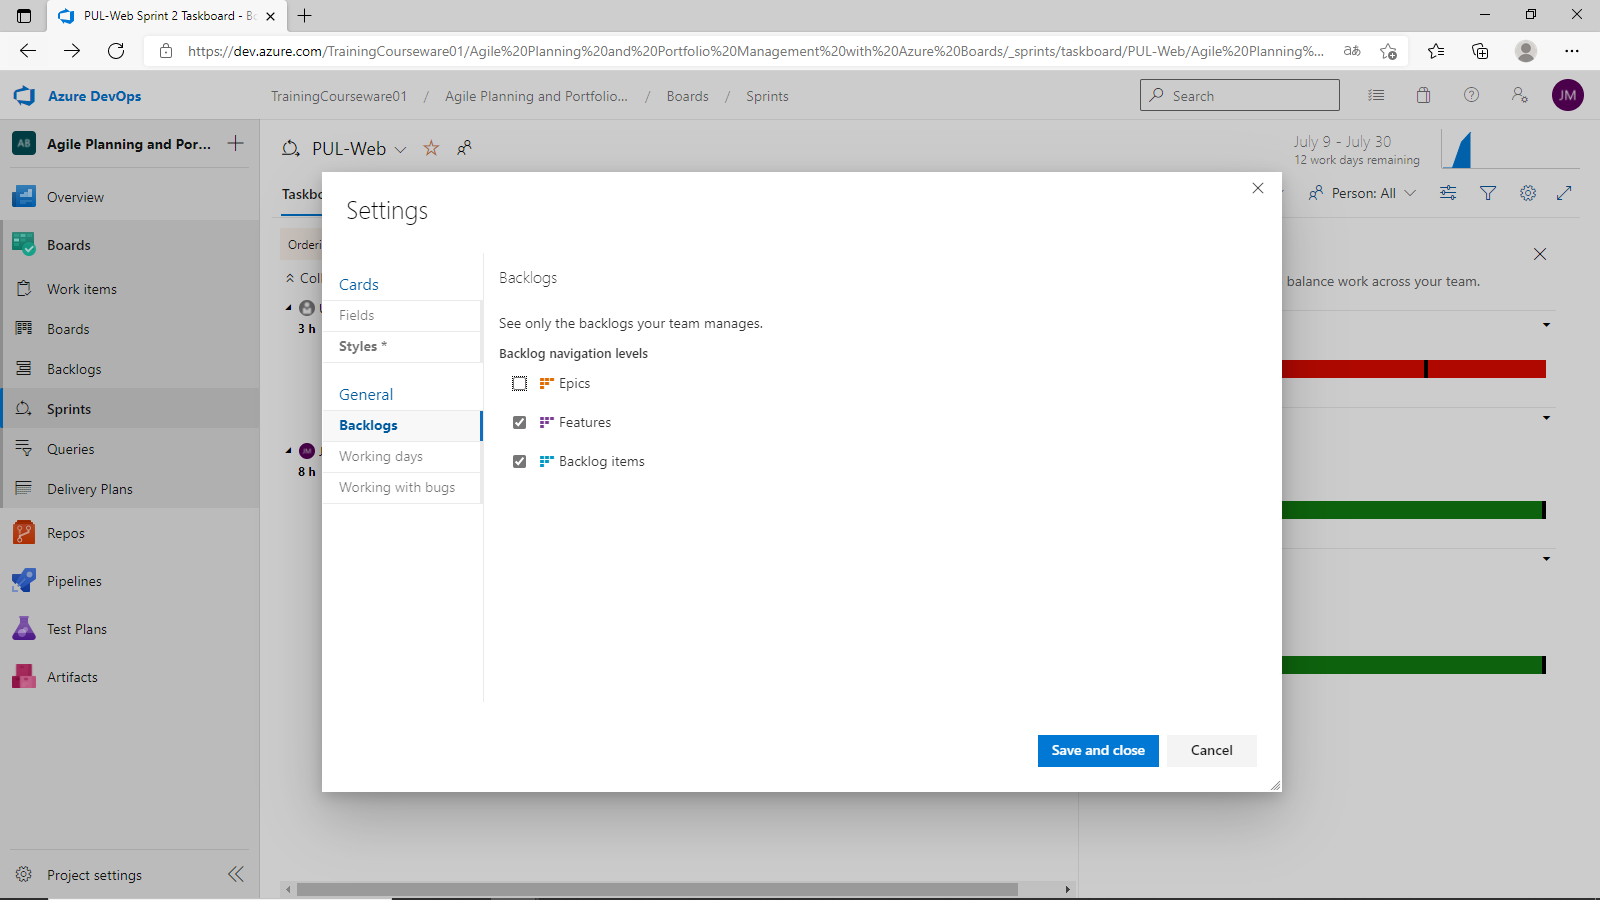 PUL-Web Sprint 2 Taskboard - Bo
https://dev.azure.com/TrainingCourseware01/Agile%20Planning%20and%20Portfolio%20Management%20with%20Azure%20Boards/_sprints/taskboard/PUL-Web/Agile%20Planning%...
aあ
Azure DevOps
TrainingCourseware01 / Agile Planning and Portfolio... / Boards / Sprints
Search
JM
AB Agile Planning and Por...
Overview
Boards
Work items
Boards
Backlogs
Sprints
Queries
Delivery Plans
Repos
Pipelines
Test Plans
Artifacts
Project settings
PUL-Web
July 9 - July 30
12 work days remaining
Taskbo
Person: All
Orderi
Coll
3 h
JM
8 h
balance work across your team.
Settings
Cards
Fields
Styles *
General
Backlogs
Working days
Working with bugs
Backlogs
See only the backlogs your team manages.
Backlog navigation levels
Epics
Features
Backlog items
Save and close
Cancel